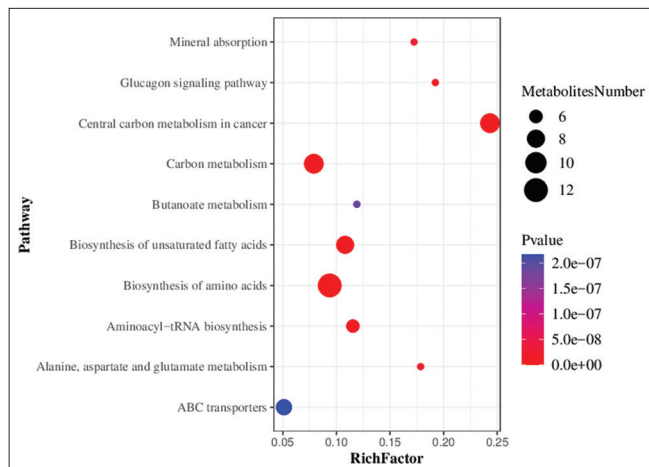 Pathway
Mineral absorption
Glucagon signaling pathway
Central carbon metabolism in cancer
Carbon metabolism
Butanoate metabolism
Biosynthesis of unsaturated fatty acids
Biosynthesis of amino acids
Aminoacyl−tRNA biosynthesis
Alanine, aspartate and glutamate metabolism
ABC transporters
0.05 0.10 0.15 0.20 0.25
RichFactor
MetabolitesNumber
6
8
10
12
Pvalue
2.0e−07
1.5e−07
1.0e−07
5.0e−08
0.0e+00